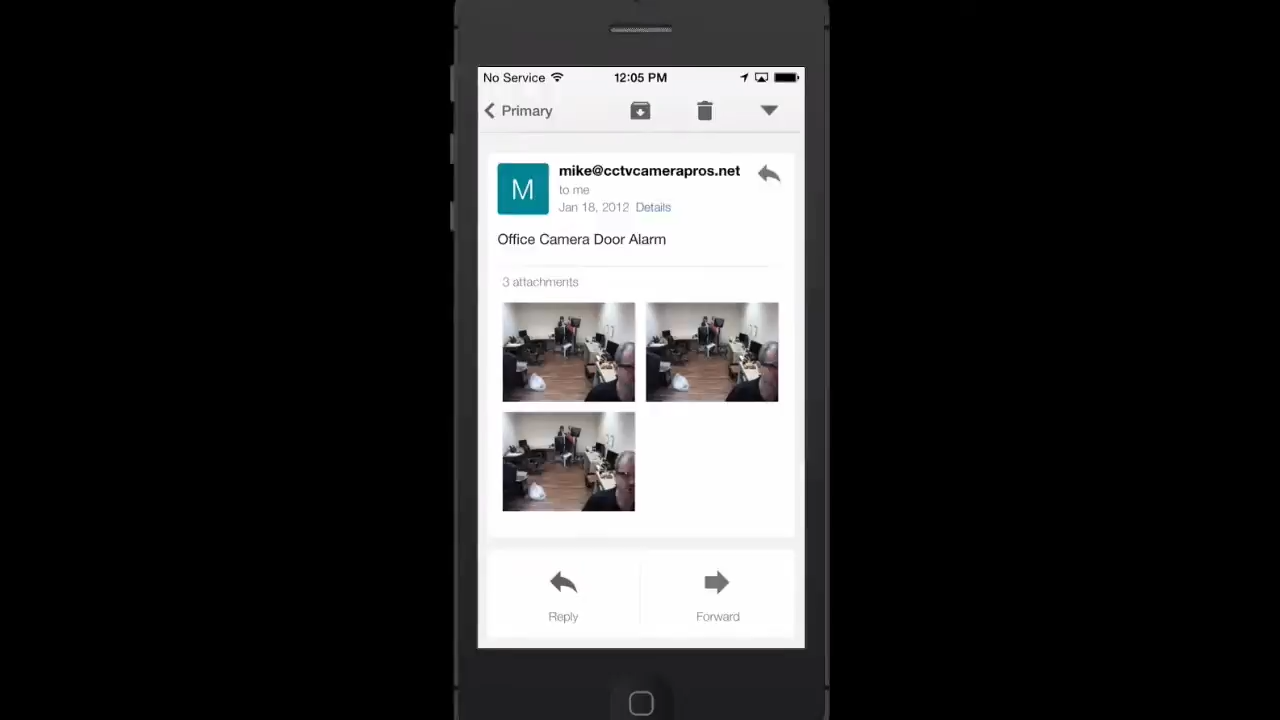 No Service 12:05 PM
Primary
M
mike@cctvcamerapros.net
to me
Jan 18, 2012 Details
Office Camera Door Alarm
3 attachments
Reply Forward